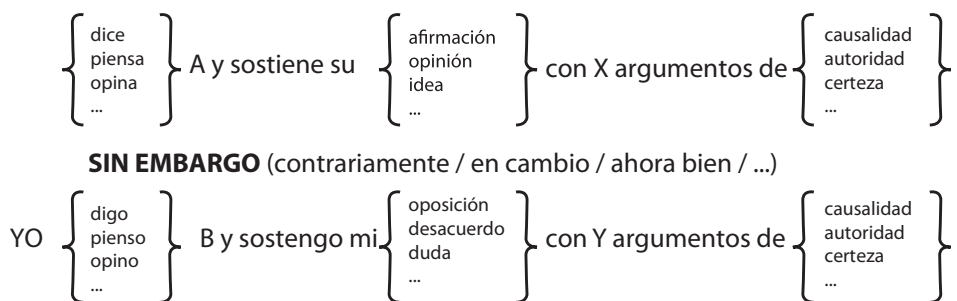 dice
piensa
opina
...
A y sostiene su
afirmación
opinión
idea
...
con X argumentos de
causalidad
autoridad
certeza
...
SIN EMBARGO (contrariamente / en cambio / ahora bien / ...)
YO
digo
pienso
opino
...
B y sostengo mi
oposición
desacuerdo
duda
...
con Y argumentos de
causalidad
autoridad
certeza
...